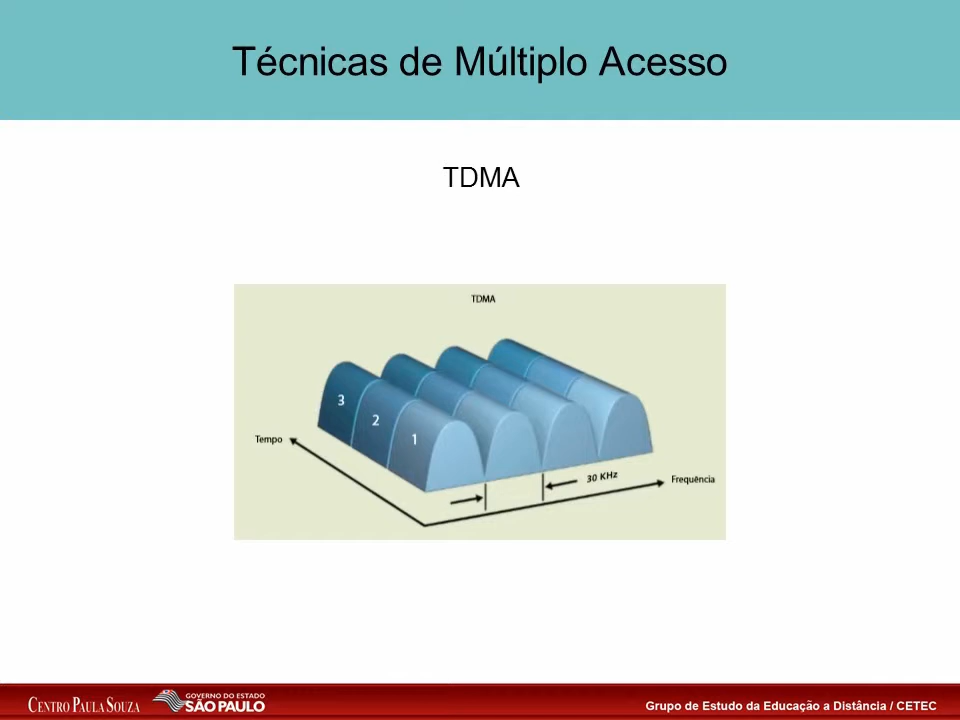 Técnicas de Múltiplo Acesso
TDMA
TDMA
3
2
1
Tempo
30 KHz
Frequência
CENTRO PAULA SOUZA
GOVERNO DO ESTADO
SÃO PAULO
Grupo de Estudo da Educação a Distância / CETEC